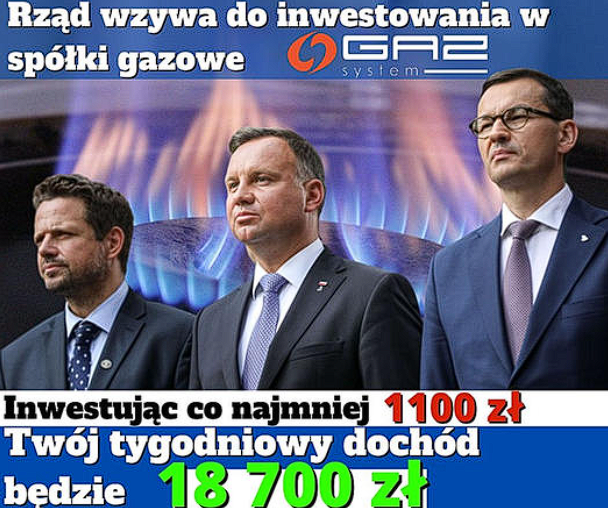 Rząd wzywa do inwestowania w
spółki gazowe GAZ
system
Inwestując co najmniej 1100 zł
Twój tygodniowy dochód
będzie 18 700 zł